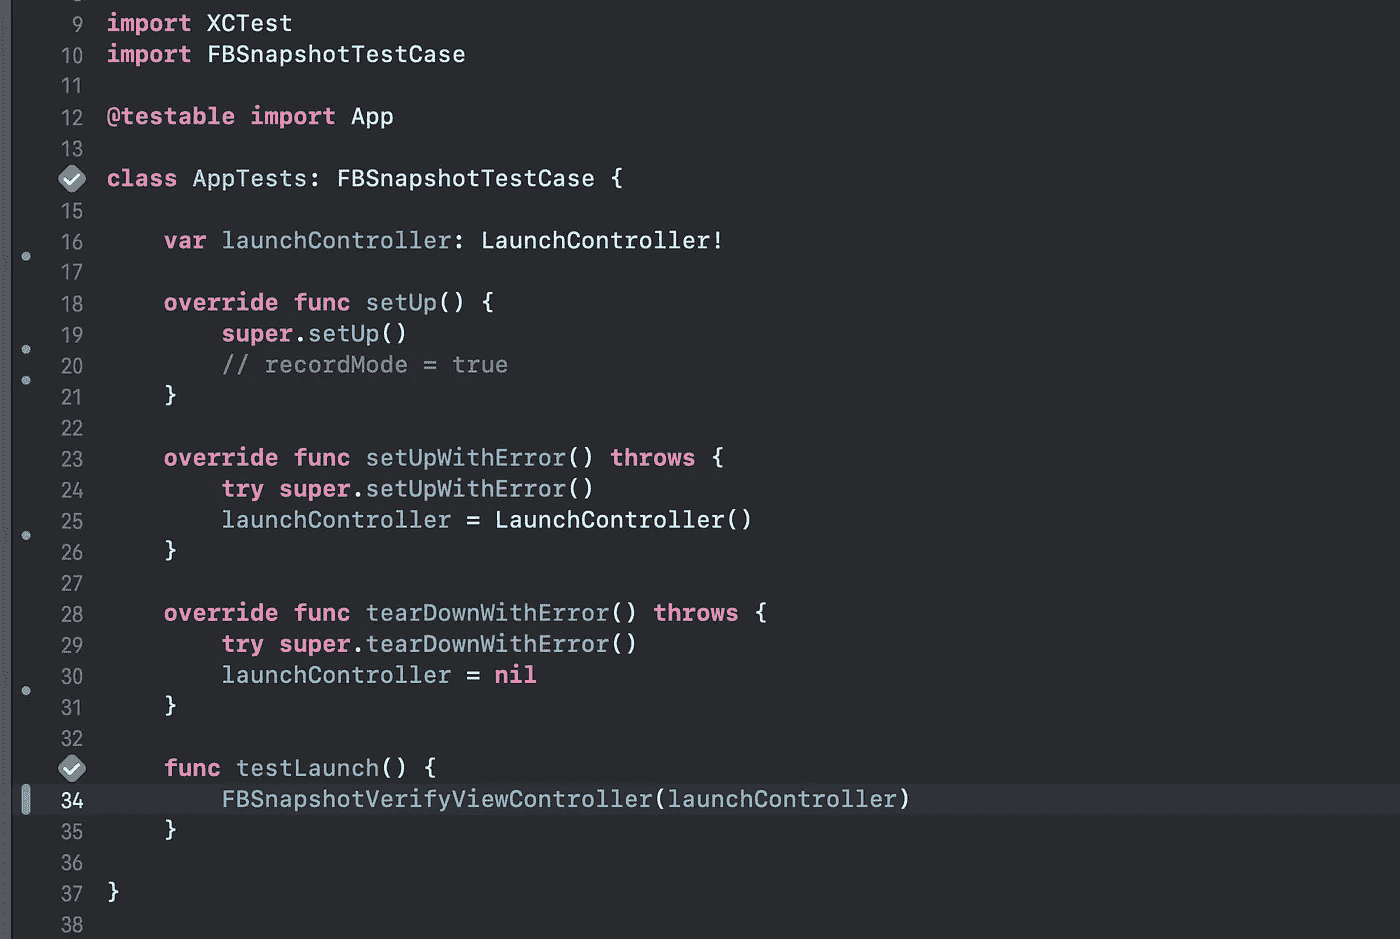 9 import XCTest
10 import FBSnapshotTestCase
11
12 @testable import App
13
class AppTests: FBSnapshotTestCase {
15
16 var launchController: LaunchController!
17
18 override func setUp() {
19 super.setUp()
20 // recordMode = true
21 }
22
23 override func setUpWithError() throws {
24 try super.setUpWithError()
25 launchController = LaunchController()
26 }
27
28 override func tearDownWithError() throws {
29 try super.tearDownWithError()
30 launchController = nil
31 }
32
func testLaunch() {
34 FBSnapshotVerifyViewController(launchController)
35 }
36
37 }
38